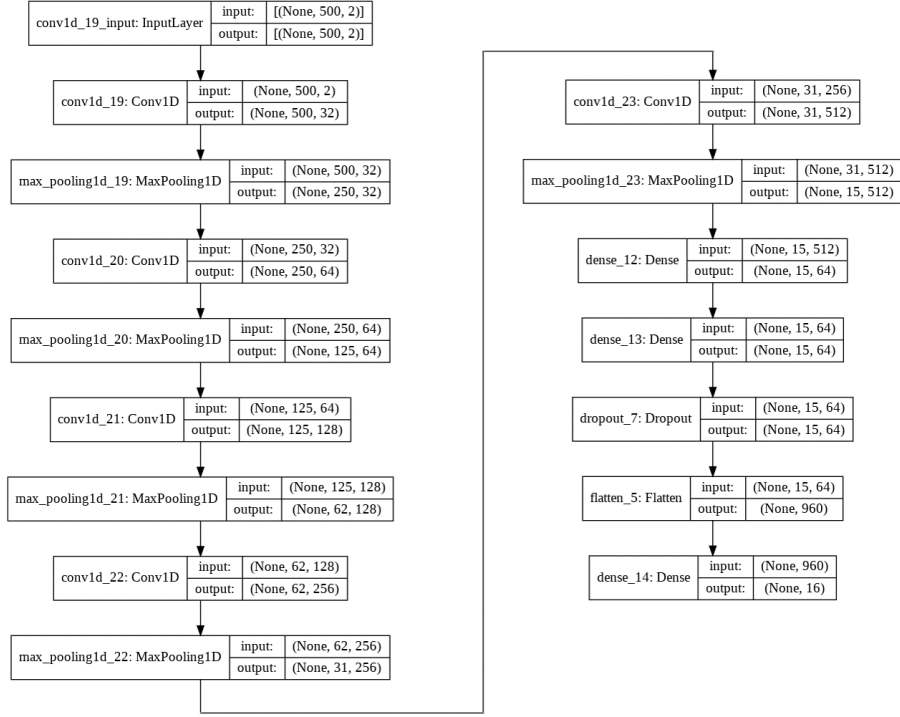 conv1d_19_input: InputLayer
input: [(None, 500, 2)]
output: [(None, 500, 2)]
conv1d_19: Conv1D
input: (None, 500, 2)
output: (None, 500, 32)
max_pooling1d_19: MaxPooling1D
input: (None, 500, 32)
output: (None, 250, 32)
conv1d_20: Conv1D
input: (None, 250, 32)
output: (None, 250, 64)
max_pooling1d_20: MaxPooling1D
input: (None, 250, 64)
output: (None, 125, 64)
conv1d_21: Conv1D
input: (None, 125, 64)
output: (None, 125, 128)
max_pooling1d_21: MaxPooling1D
input: (None, 125, 128)
output: (None, 62, 128)
conv1d_22: Conv1D
input: (None, 62, 128)
output: (None, 62, 256)
max_pooling1d_22: MaxPooling1D
input: (None, 62, 256)
output: (None, 31, 256)
conv1d_23: Conv1D
input: (None, 31, 256)
output: (None, 31, 512)
max_pooling1d_23: MaxPooling1D
input: (None, 31, 512)
output: (None, 15, 512)
dense_12: Dense
input: (None, 15, 512)
output: (None, 15, 64)
dense_13: Dense
input: (None, 15, 64)
output: (None, 15, 64)
dropout_7: Dropout
input: (None, 15, 64)
output: (None, 15, 64)
flatten_5: Flatten
input: (None, 15, 64)
output: (None, 960)
dense_14: Dense
input: (None, 960)
output: (None, 16)